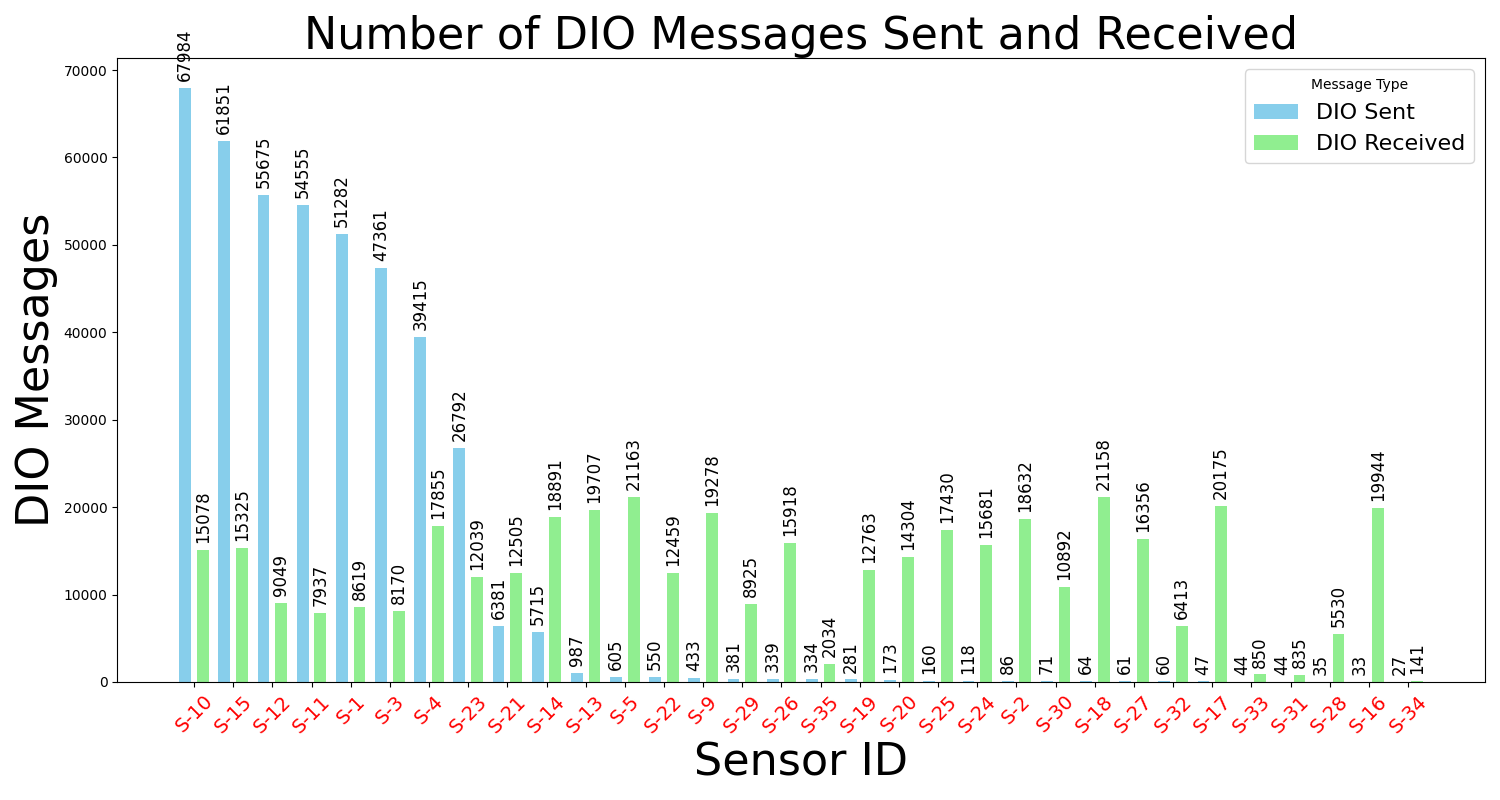 Number of DIO Messages Sent and Received
DIO Messages
70000
60000
50000
40000
30000
20000
10000
0
Message Type
DIO Sent
DIO Received
67984
15078
61851
15325
55675
9049
54555
7937
51282
8619
47361
8170
39415
17855
26792
12039
6381
12505
5715
18891
987
19707
605
21163
550
12459
433
19278
381
8925
339
15918
334
2034
281
12763
173
14304
160
17430
118
15681
86
18632
71
10892
64
21158
61
16356
60
6413
47
20175
44
850
44
835
35
5530
33
19944
27
141
S-10
S-15
S-12
S-11
S-1
S-3
S-4
S-23
S-21
S-14
S-13
S-5
S-22
S-9
S-29
S-26
S-35
S-19
S-20
S-25
S-24
S-2
S-30
S-18
S-27
S-32
S-17
S-33
S-31
S-28
S-16
S-34
Sensor ID